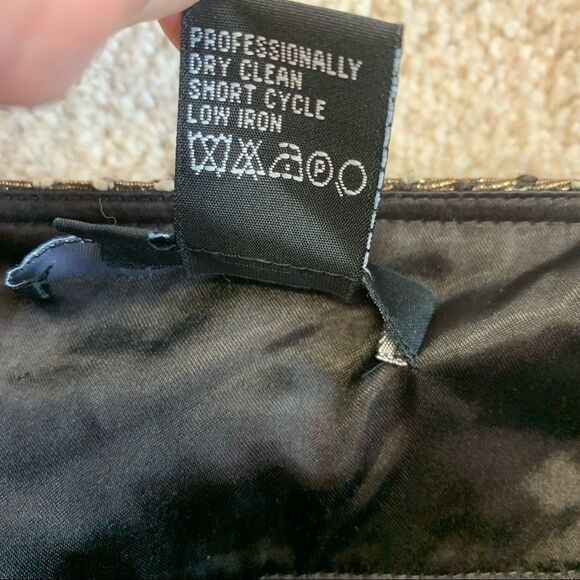 PROFESSIONALLY
DRY CLEAN
SHORT CYCLE
LOW IRON
P